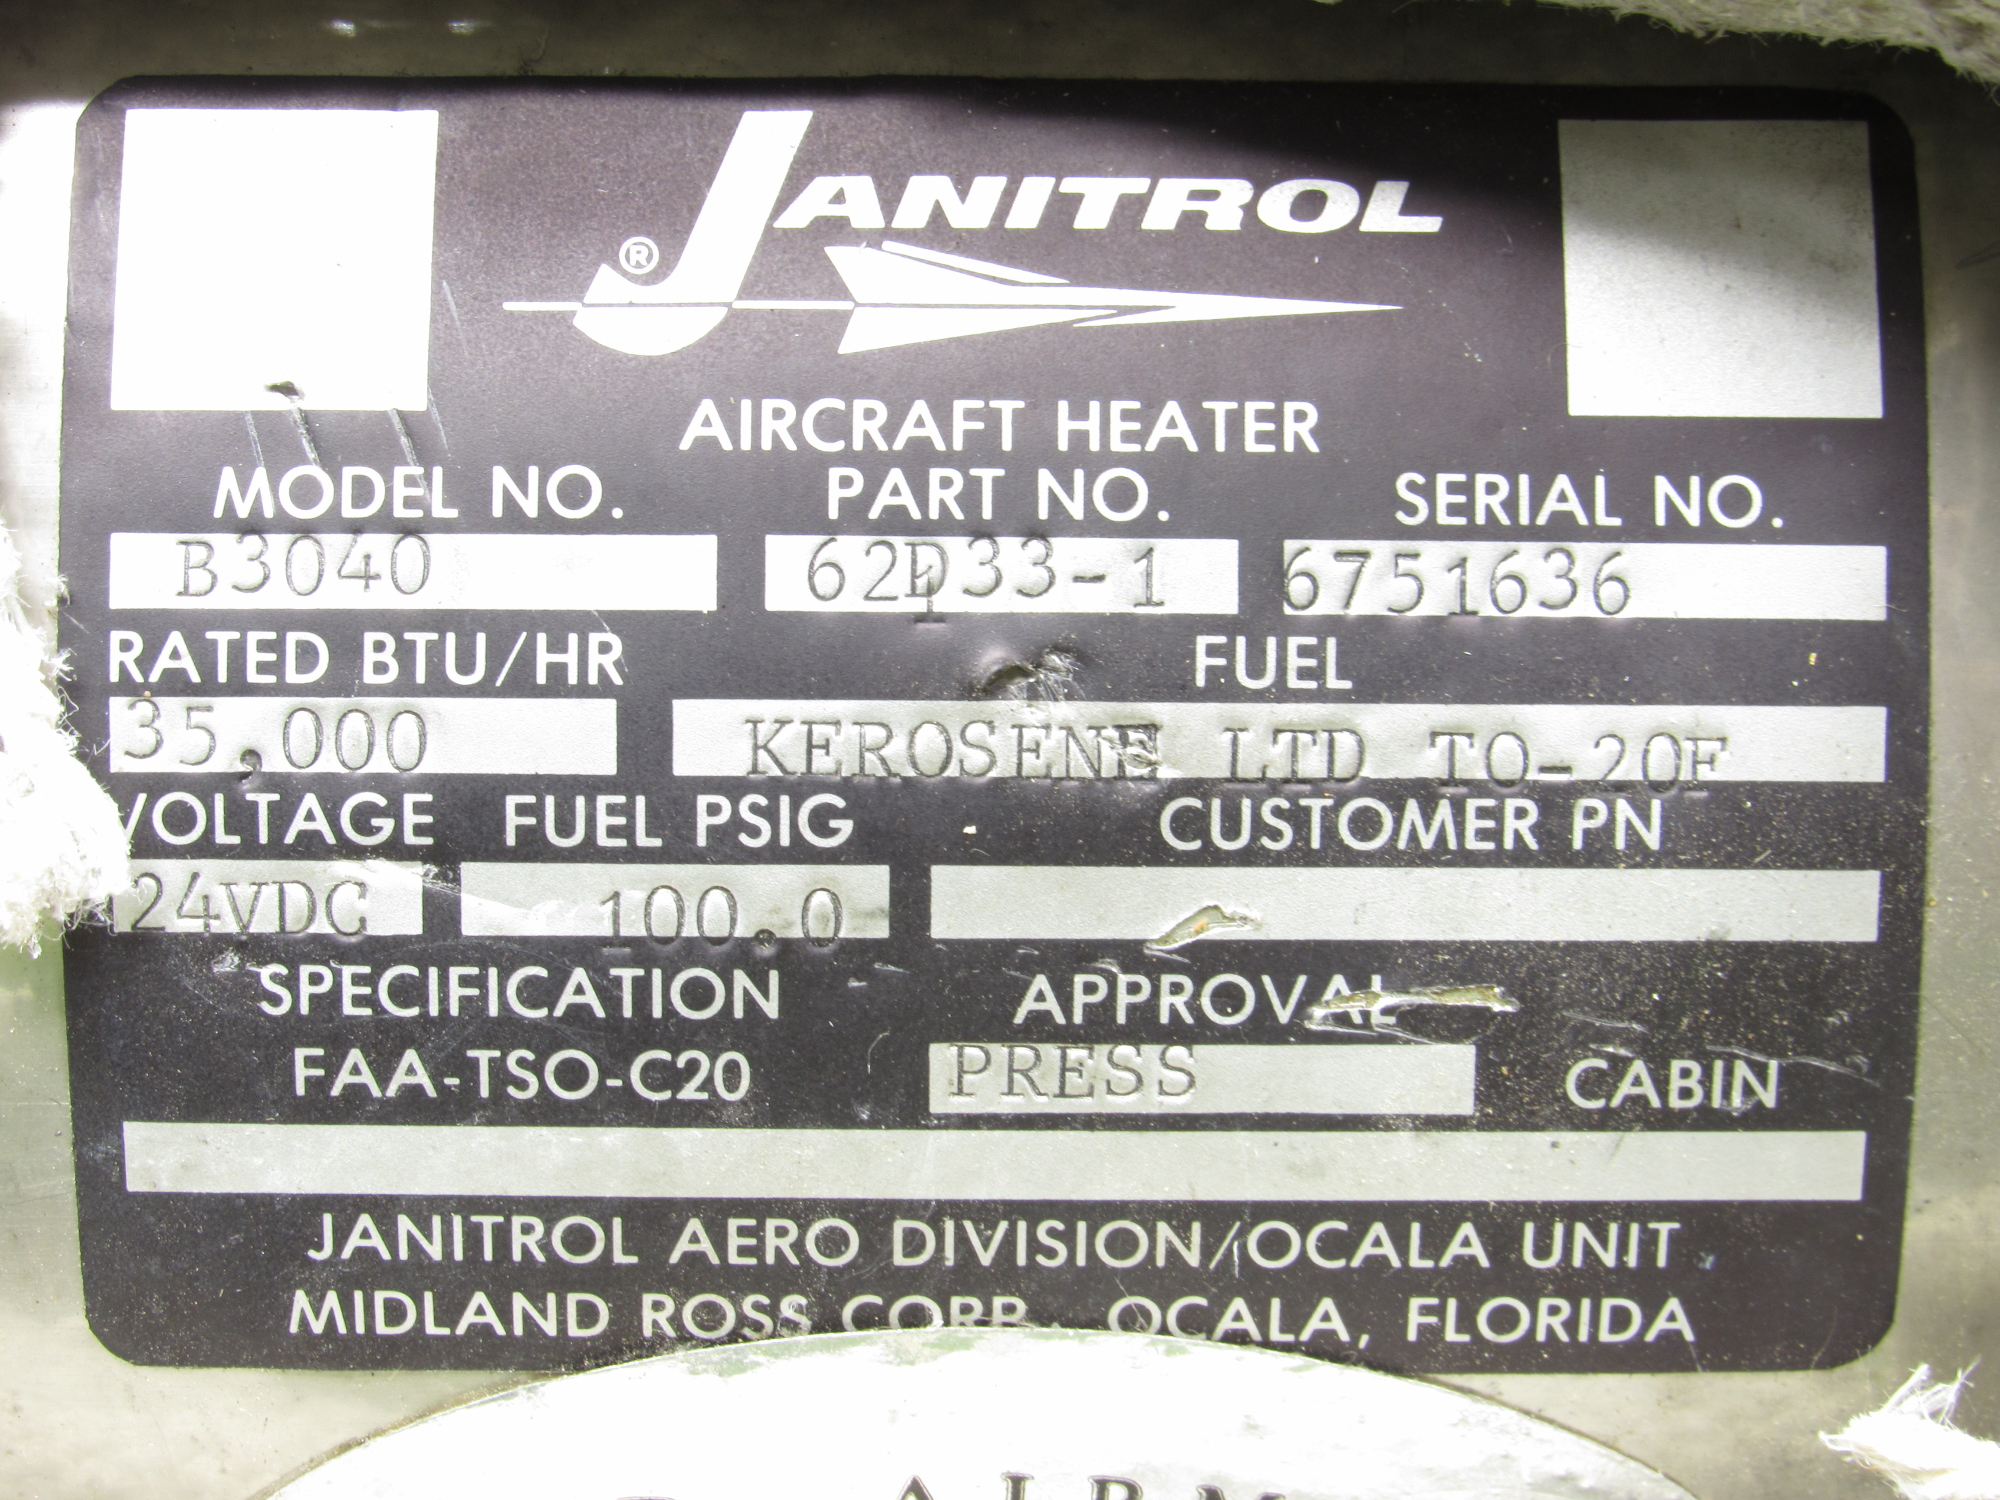 JANITROL
®
AIRCRAFT HEATER
MODEL NO. PART NO. SERIAL NO.
B3040 62D33-1 6751636
RATED BTU/HR FUEL
35,000 KEROSENE LTD TO-20F
VOLTAGE FUEL PSIG CUSTOMER PN
24VDC 100.0
SPECIFICATION APPROVAL
FAA-TSO-C20 PRESS CABIN
JANITROL AERO DIVISION/OCALA UNIT
MIDLAND ROSS CORP. OCALA, FLORIDA